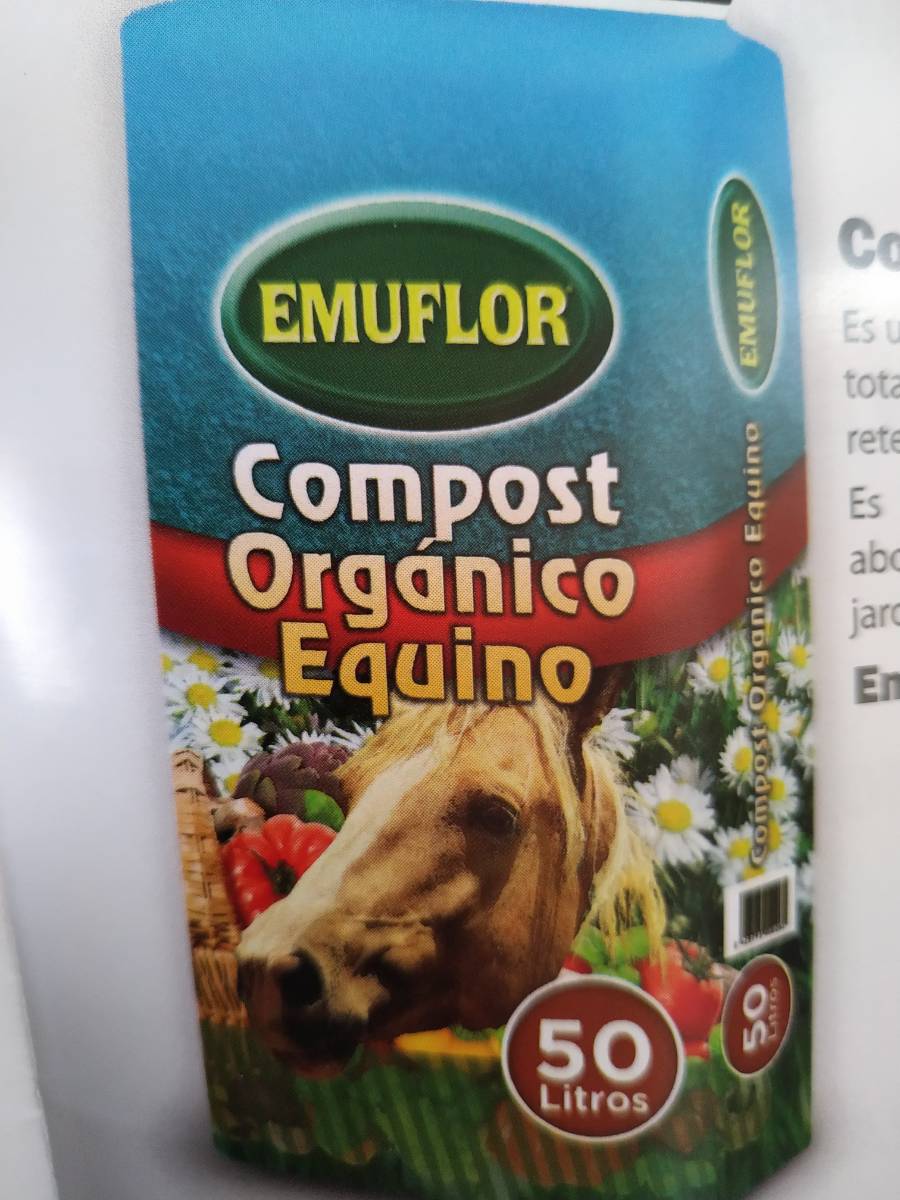 EMUFLOR
Compost
Orgánico
Equino
50
Litros
EMUFLOR
Compost Orgánico Equino
50
Litros
Co
Es u
tota
rete
Es
abo
jarc
En